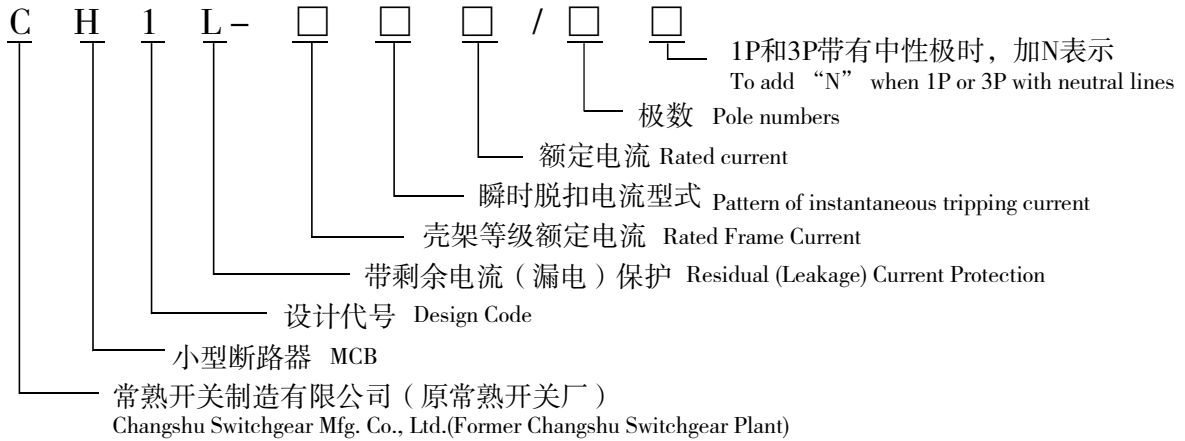 C H 1 L- □ □ □ / □ □
1P和3P带有中性极时，加N表示
To add “N” when 1P or 3P with neutral lines
极数 Pole numbers
额定电流 Rated current
瞬时脱扣电流型式 Pattern of instantaneous tripping current
壳架等级额定电流 Rated Frame Current
带剩余电流（漏电）保护 Residual (Leakage) Current Protection
设计代号 Design Code
小型断路器 MCB
常熟开关制造有限公司（原常熟开关厂）
Changshu Switchgear Mfg. Co., Ltd.(Former Changshu Switchgear Plant)